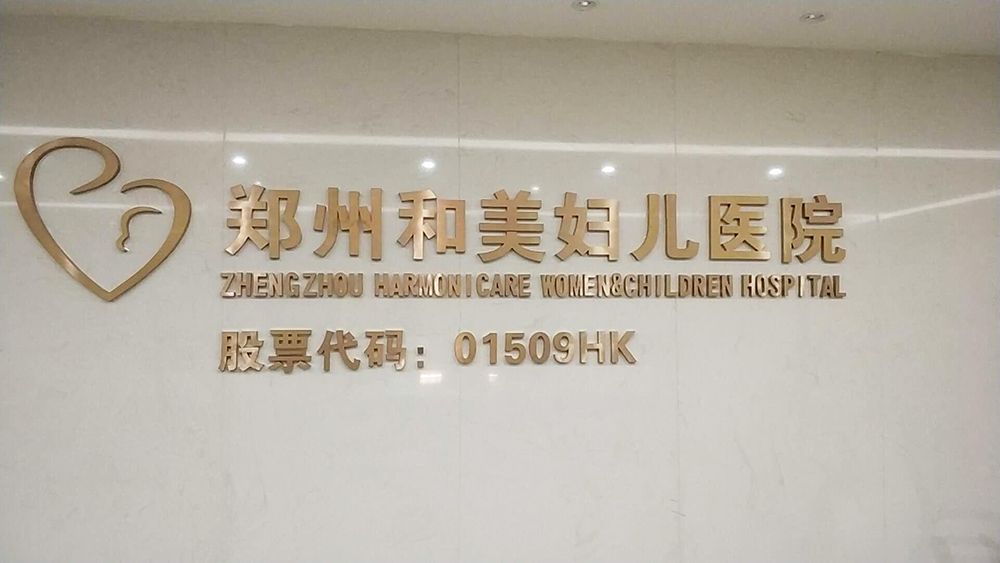 郑州和美妇儿医院
ZHENGZHOU HARMONICARE WOMEN&CHILDREN HOSPITAL
股票代码：01509HK